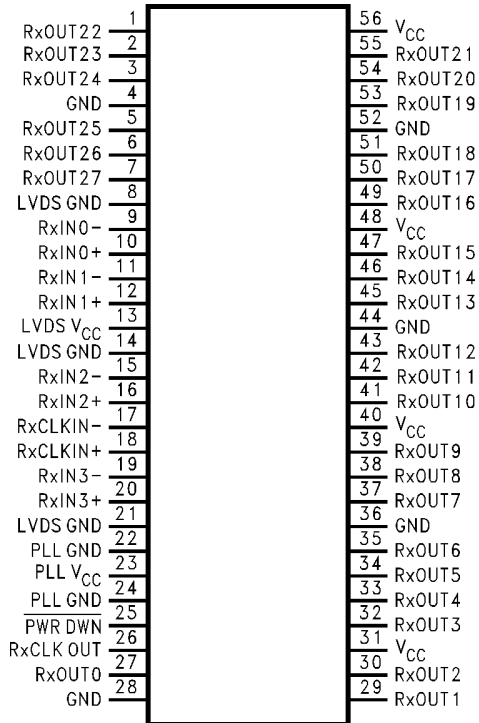 RxOUT22 1
RxOUT23 2
RxOUT24 3
GND 4
RxOUT25 5
RxOUT26 6
RxOUT27 7
LVDS GND 8
RxIN0- 9
RxIN0+ 10
RxIN1- 11
RxIN1+ 12
LVDS VCC 13
LVDS GND 14
RxIN2- 15
RxIN2+ 16
RxCLKIN- 17
RxCLKIN+ 18
RxIN3- 19
RxIN3+ 20
LVDS GND 21
PLL GND 22
PLL VCC 23
PLL GND 24
PWR DWN 25
RxCLK OUT 26
RxOUT0 27
GND 28
56 VCC
55 RxOUT21
54 RxOUT20
53 RxOUT19
52 GND
51 RxOUT18
50 RxOUT17
49 RxOUT16
48 VCC
47 RxOUT15
46 RxOUT14
45 RxOUT13
44 GND
43 RxOUT12
42 RxOUT11
41 RxOUT10
40 VCC
39 RxOUT9
38 RxOUT8
37 RxOUT7
36 GND
35 RxOUT6
34 RxOUT5
33 RxOUT4
32 RxOUT3
31 VCC
30 RxOUT2
29 RxOUT1